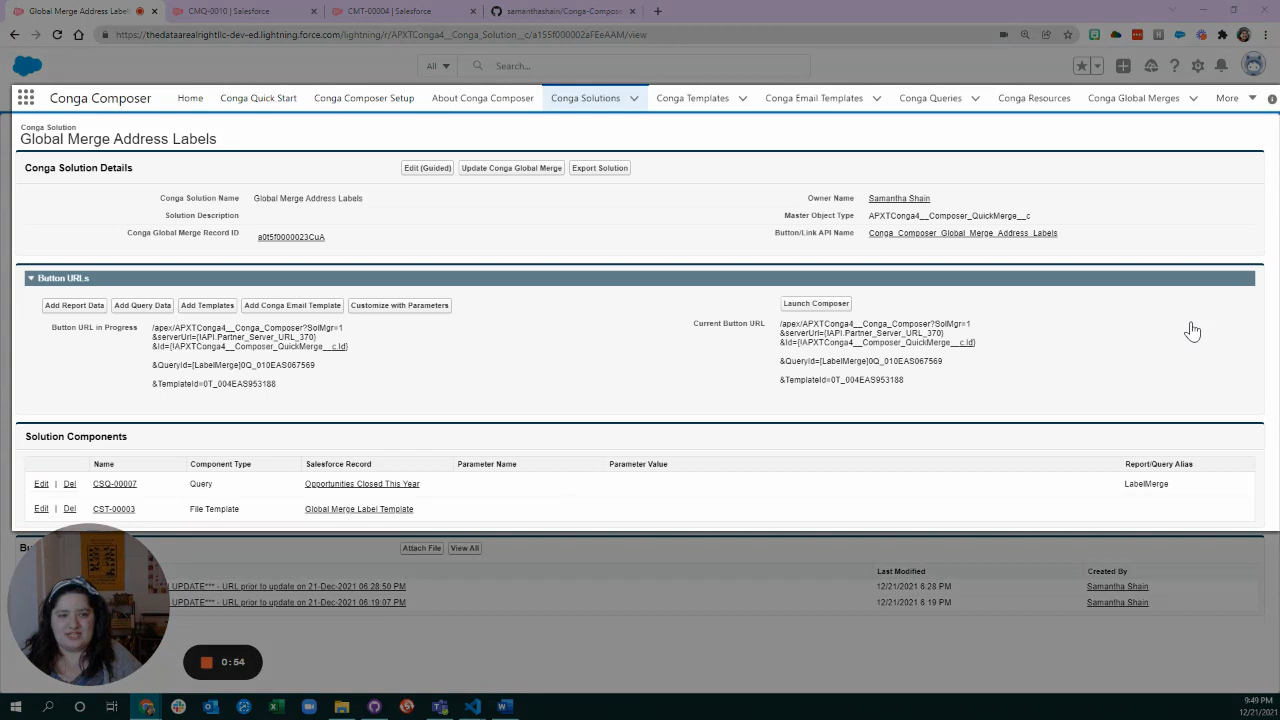 Global Merge Address Labels
CMQ-0010 | Salesforce
CMT-00004 | Salesforce
samanthashain/Conga-Compos
https://thedataarealrightllc-dev-ed.lightning.force.com/lightning/r/APXTConga4__Conga_Solution__c/a155f000002aFEeAAM/view
All
Search...
Conga Composer
Home
Conga Quick Start
Conga Composer Setup
About Conga Composer
Conga Solutions
Conga Templates
Conga Email Templates
Conga Queries
Conga Resources
Conga Global Merges
More
Conga Solution
Global Merge Address Labels
Conga Solution Details
Edit (Guided)
Update Conga Global Merge
Export Solution
Conga Solution Name
Global Merge Address Labels
Owner Name
Samantha Shain
Solution Description
Master Object Type
APXTConga4__Composer_QuickMerge__c
Conga Global Merge Record ID
a0t5f0000023CuA
Button/Link API Name
Conga_Composer_Global_Merge_Address_Labels
Button URLs
Add Report Data
Add Query Data
Add Templates
Add Conga Email Template
Customize with Parameters
Launch Composer
Button URL in Progress
/apex/APXTConga4__Conga_Composer?SolMgr=1
&serverUrl={!API.Partner_Server_URL_370}
&Id={!APXTConga4__Composer_QuickMerge__c.Id}
&QueryId=[LabelMerge]0Q_010EAS067569
&TemplateId=0T_004EAS953188
Current Button URL
/apex/APXTConga4__Conga_Composer?SolMgr=1
&serverUrl={!API.Partner_Server_URL_370}
&Id={!APXTConga4__Composer_QuickMerge__c.Id}
&QueryId=[LabelMerge]0Q_010EAS067569
&TemplateId=0T_004EAS953188
Solution Components
Name
Component Type
Salesforce Record
Parameter Name
Parameter Value
Report/Query Alias
Edit | Del
CSQ-00007
Query
Opportunities Closed This Year
LabelMerge
Edit | Del
CST-00003
File Template
Global Merge Label Template
Attach File
View All
Last Modified
Created By
UPDATE*** - URL prior to update on 21-Dec-2021 06 28 50 PM
12/21/2021 6:28 PM
Samantha Shain
UPDATE*** - URL prior to update on 21-Dec-2021 06 19 07 PM
12/21/2021 6:19 PM
Samantha Shain
0:54
9:49 PM
12/21/2021